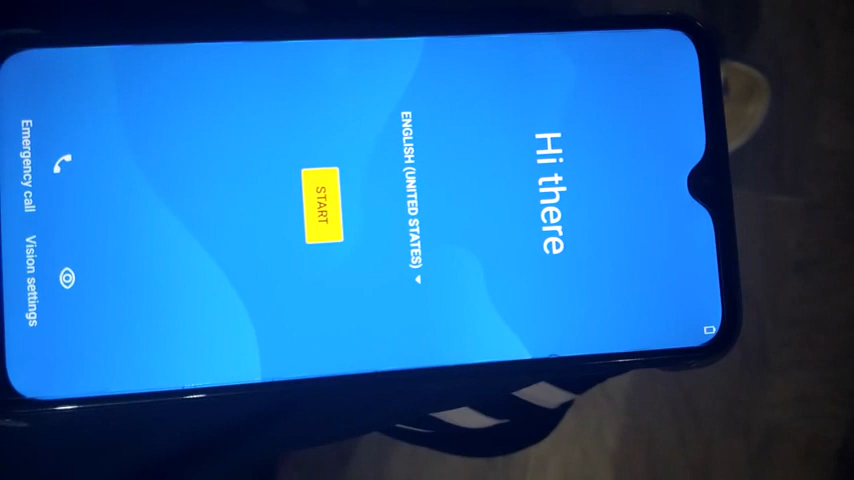 Hi there
ENGLISH (UNITED STATES)
START
Emergency call
Vision settings